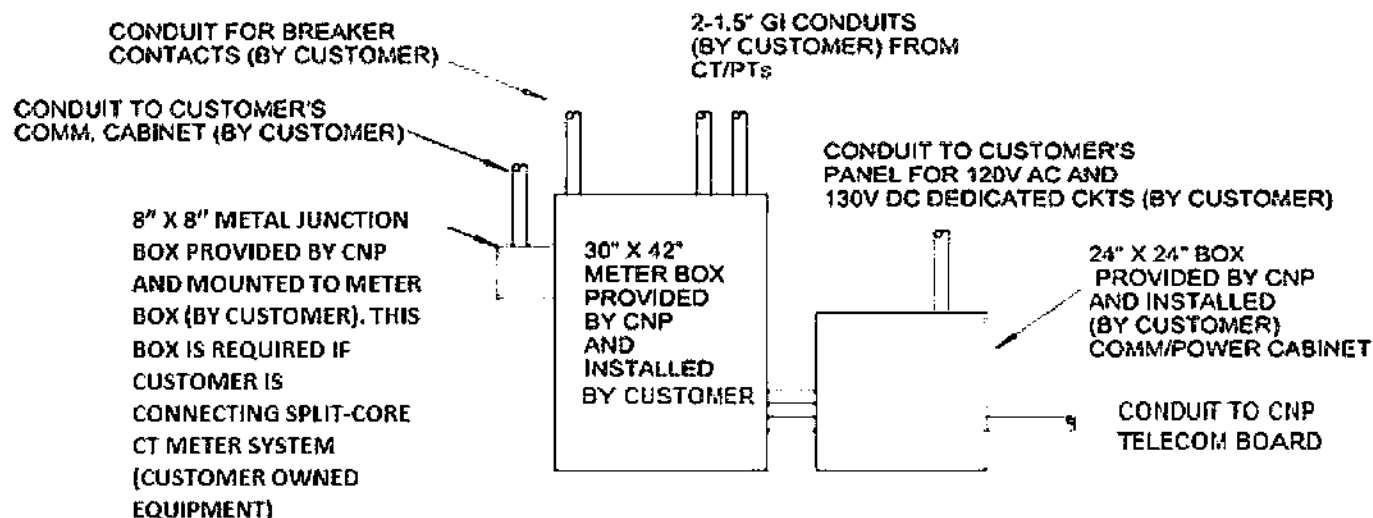 CONDUIT FOR BREAKER
CONTACTS (BY CUSTOMER)
2-1.5" GI CONDUITS
(BY CUSTOMER) FROM
CT/PTs
CONDUIT TO CUSTOMER'S
COMM. CABINET (BY CUSTOMER)
CONDUIT TO CUSTOMER'S
PANEL FOR 120V AC AND
130V DC DEDICATED CKTS (BY CUSTOMER)
8" X 8" METAL JUNCTION
BOX PROVIDED BY CNP
AND MOUNTED TO METER
BOX (BY CUSTOMER). THIS
BOX IS REQUIRED IF
CUSTOMER IS
CONNECTING SPLIT-CORE
CT METER SYSTEM
(CUSTOMER OWNED
EQUIPMENT)
30" X 42"
METER BOX
PROVIDED
BY CNP
AND
INSTALLED
BY CUSTOMER
24" X 24" BOX
PROVIDED BY CNP
AND INSTALLED
(BY CUSTOMER)
COMM/POWER CABINET
CONDUIT TO CNP
TELECOM BOARD